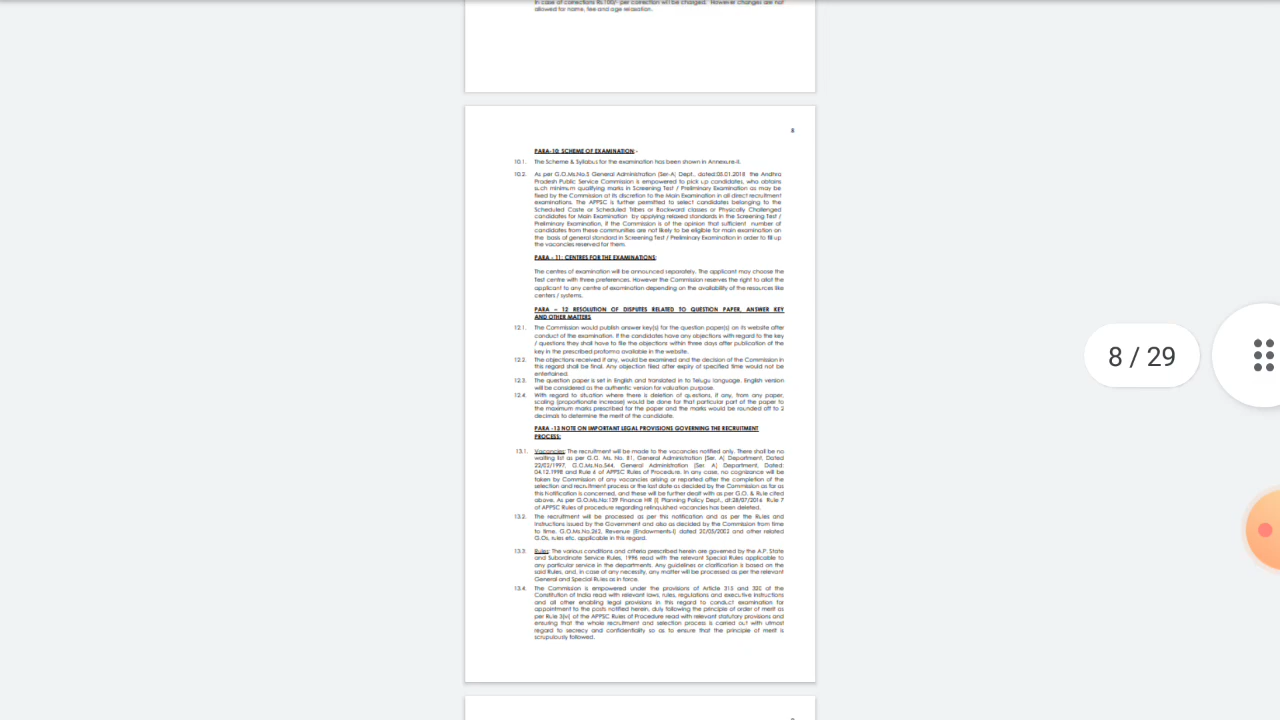 In case of corrections Rs.100/- per correction will be charged. However changes are not
allowed for name, fee and age relaxation.
8
PARA-10: SCHEME OF EXAMINATION:-
10.1. The Scheme & Syllabus for the examination has been shown in Annexure-II.
10.2. As per G.O.Ms.No.5 General Administration (Ser-A) Dept., dated:05.01.2018 the Andhra
Pradesh Public Service Commission is empowered to pick up candidates, who obtains
such minimum qualifying marks in Screening Test / Preliminary Examination as may be
fixed by the Commission at its discretion to the Main Examination in all direct recruitment
examinations. The APPSC is further permitted to select candidates belonging to the
Scheduled Caste or Scheduled Tribes or Backward classes or Physically Challenged
candidates for Main Examination by applying relaxed standards in the Screening Test /
Preliminary Examination, if the Commission is of the opinion that sufficient number of
candidates from these communities are not likely to be eligible for main examination on
the basis of general standard in Screening Test / Preliminary Examination in order to fill up
the vacancies reserved for them.
PARA - 11: CENTRES FOR THE EXAMINATIONS:
The centres of examination will be announced separately. The applicant may choose the
Test centre with three preferences. However the Commission reserves the right to allot the
applicant to any centre of examination depending on the availability of the resources like
centers / systems.
PARA – 12 RESOLUTION OF DISPUTES RELATED TO QUESTION PAPER, ANSWER KEY
AND OTHER MATTERS
12.1. The Commission would publish answer key(s) for the question paper(s) on its website after
conduct of the examination. If the candidates have any objections with regard to the key
/ questions they shall have to file the objections within three days after publication of the
key in the prescribed proforma available in the website.
12.2. The objections received if any, would be examined and the decision of the Commission in
this regard shall be final. Any objection filed after expiry of specified time would not be
entertained.
12.3. The question paper is set in English and translated in to Telugu language. English version
will be considered as the authentic version for valuation purpose.
12.4. With regard to situation where there is deletion of questions, if any, from any paper,
scaling (proportionate increase) would be done for that particular part of the paper to
the maximum marks prescribed for the paper and the marks would be rounded off to 2
decimals to determine the merit of the candidate.
PARA -13 NOTE ON IMPORTANT LEGAL PROVISIONS GOVERNING THE RECRUITMENT
PROCESS:
13.1. Vacancies: The recruitment will be made to the vacancies notified only. There shall be no
waiting list as per G.O. Ms. No. 81, General Administration (Ser. A) Department, Dated
22/02/1997, G.O.Ms.No.544, General Administration (Ser. A) Department, Dated:
04.12.1998 and Rule 6 of APPSC Rules of Procedure. In any case, no cognizance will be
taken by Commission of any vacancies arising or reported after the completion of the
selection and recruitment process or the last date as decided by the Commission as far as
this Notification is concerned, and these will be further dealt with as per G.O. & Rule cited
above. As per G.O.Ms.No:139 Finance HR (I, Planning Policy Dept., dt:28/07/2016 Rule 7
of APPSC Rules of procedure regarding relinquished vacancies has been deleted.
13.2. The recruitment will be processed as per this notification and as per the Rules and
Instructions issued by the Government and also as decided by the Commission from time
to time. G.O.Ms.No.262, Revenue (Endowments-I) dated 20/05/2002 and other related
G.Os, rules etc. applicable in this regard.
13.3. Rules: The various conditions and criteria prescribed herein are governed by the A.P. State
and Subordinate Service Rules, 1996 read with the relevant Special Rules applicable to
any particular service in the departments. Any guidelines or clarification is based on the
said Rules, and, in case of any necessity, any matter will be processed as per the relevant
General and Special Rules as in force.
13.4. The Commission is empowered under the provisions of Article 315 and 320 of the
Constitution of India read with relevant laws, rules, regulations and executive instructions
and all other enabling legal provisions in this regard to conduct examination for
appointment to the posts notified herein, duly following the principle of order of merit as
per Rule 3(vi) of the APPSC Rules of Procedure read with relevant statutory provisions and
ensuring that the whole recruitment and selection process is carried out with utmost
regard to secrecy and confidentiality so as to ensure that the principle of merit is
scrupulously followed.
8 / 29